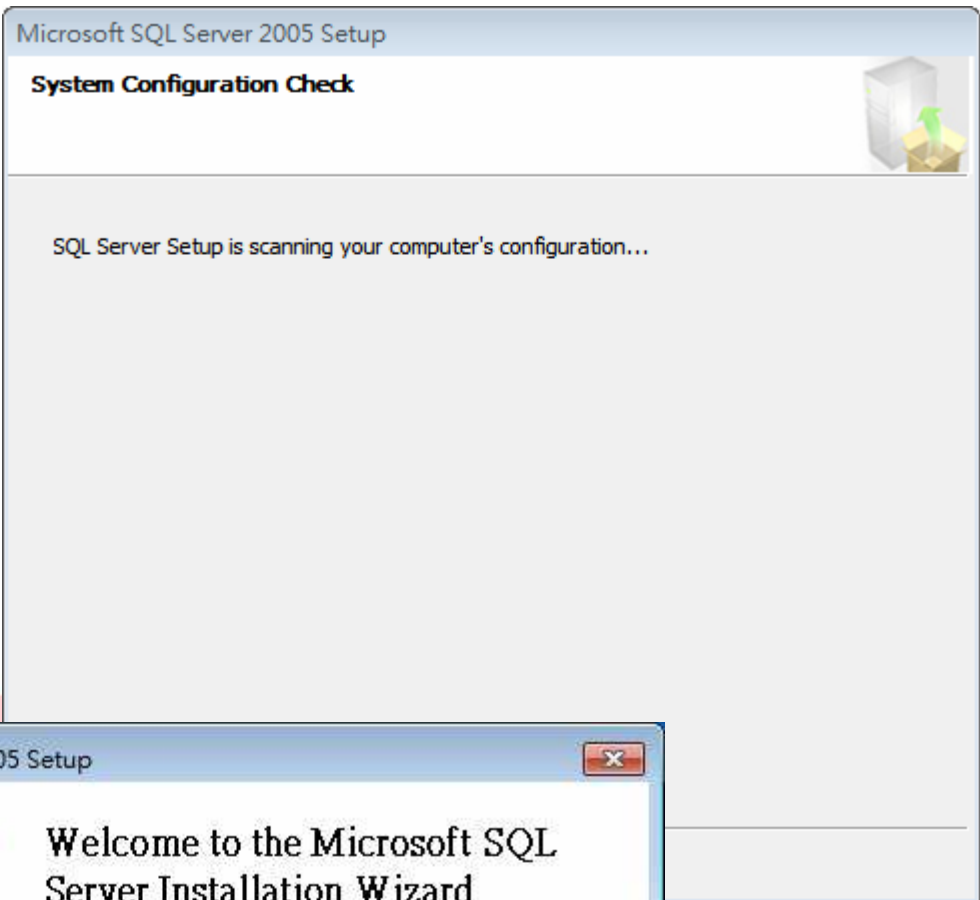 Microsoft SQL Server 2005 Setup
System Configuration Check
SQL Server Setup is scanning your computer's configuration...
05 Setup
Welcome to the Microsoft SQL
Server Installation Wizard